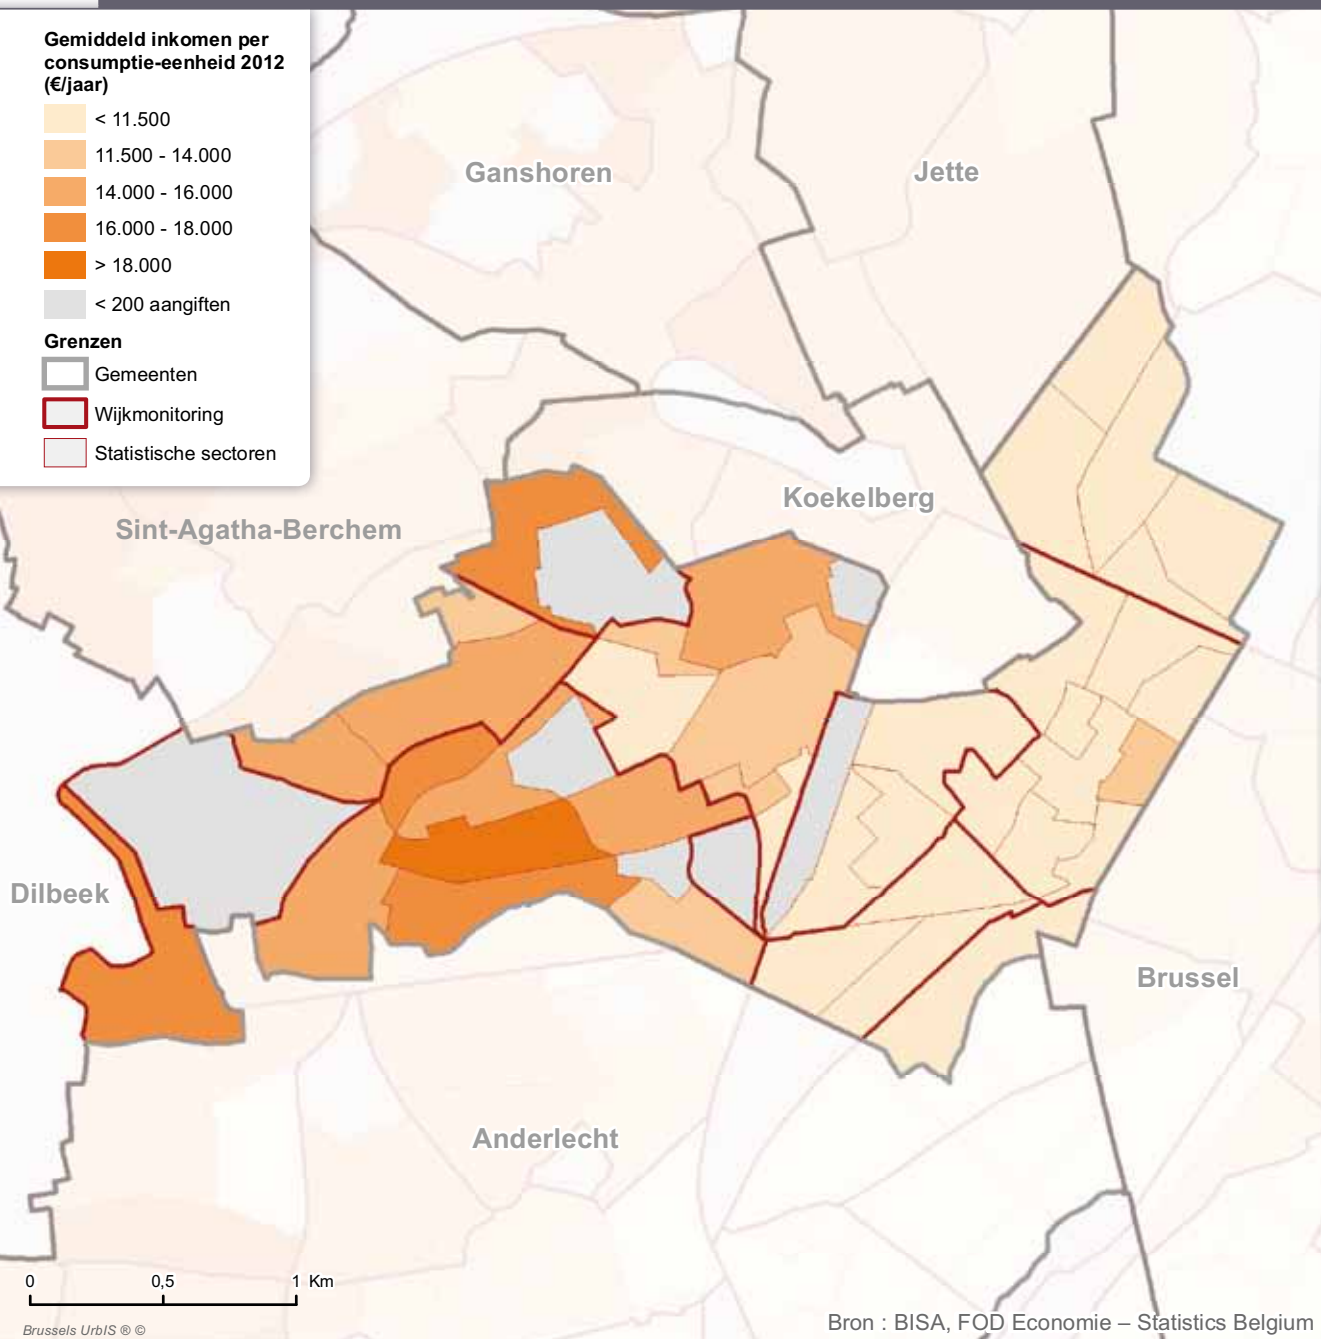 Gemiddeld inkomen per
consumptie-eenheid 2012
(€/jaar)
< 11.500
11.500 - 14.000
14.000 - 16.000
16.000 - 18.000
> 18.000
< 200 aangiften
Grenzen
Gemeenten
Wijkmonitoring
Statistische sectoren
Ganshoren
Jette
Koekelberg
Sint-Agatha-Berchem
Dilbeek
Brussel
Anderlecht
0 0,5 1 Km
Brussels UrbIS ® ©
Bron : BISA, FOD Economie – Statistics Belgium